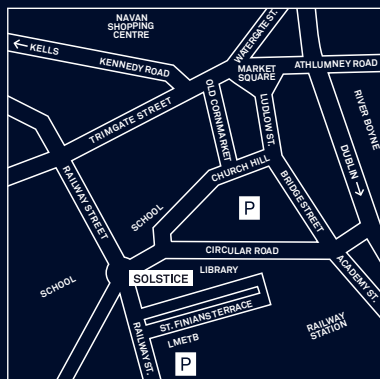 NAVAN
SHOPPING
CENTRE
WATERGATE ST.
← KELLS
KENNEDY ROAD
MARKET
SQUARE
ATHLUMNEY ROAD
TRIMGATE STREET
OLD CORNMARKET
LUDLOW ST.
RIVER BOYNE
DUBLIN →
CHURCH HILL
RAILWAY STREET
BRIDGE STREET
SCHOOL
P
CIRCULAR ROAD
SOLSTICE
LIBRARY
ACADEMY ST.
SCHOOL
ST. FINIANS TERRACE
RAILWAY
STATION
RAILWAY ST.
LMETB
P